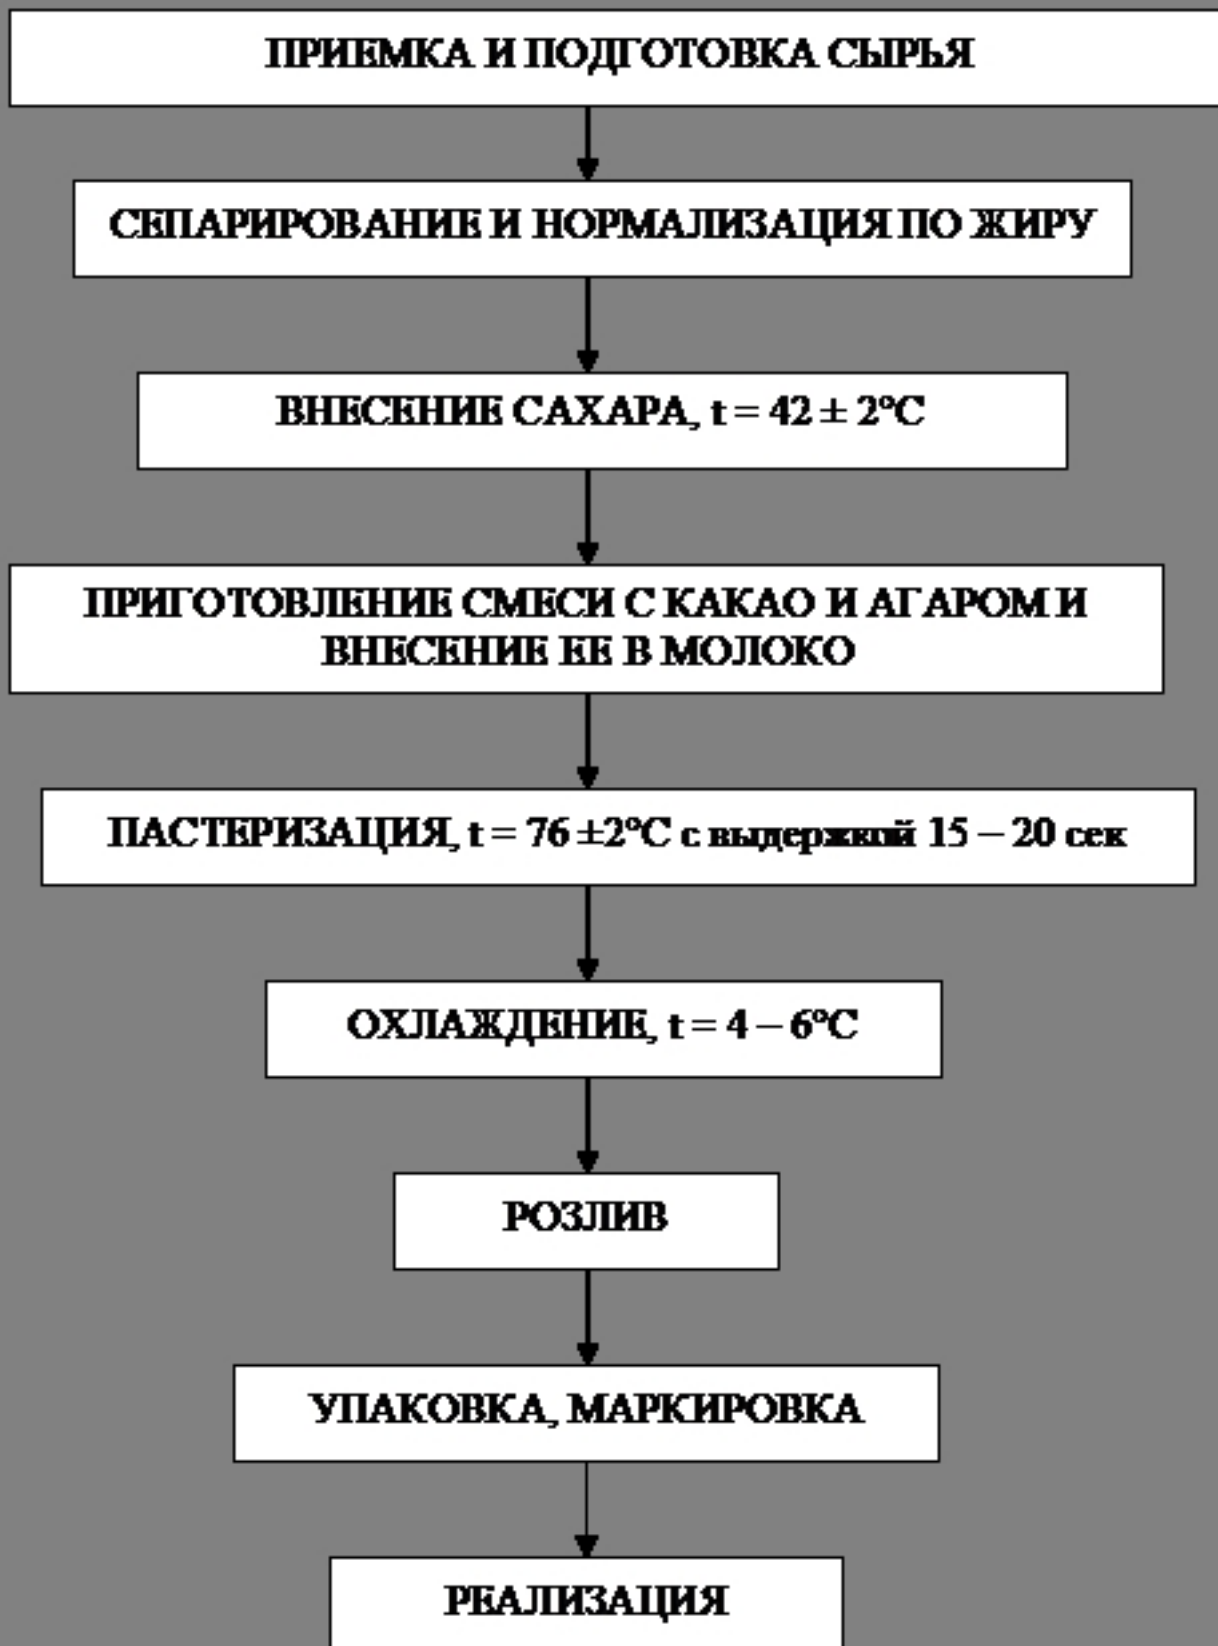 ПРИЕМКА И ПОДГОТОВКА СЫРЬЯ
СЕПАРИРОВАНИЕ И НОРМАЛИЗАЦИЯ ПО ЖИРУ
ВНЕСЕНИЕ САХАРА, t = 42 ± 2°С
ПРИГОТОВЛЕНИЕ СМЕСИ С КАКАО И АГАРОМ И
ВНЕСЕНИЕ ЕЕ В МОЛОКО
ПАСТЕРИЗАЦИЯ, t = 76 ±2°С с выдержкой 15 – 20 сек
ОХЛАЖДЕНИЕ, t = 4 – 6°С
РОЗЛИВ
УПАКОВКА, МАРКИРОВКА
РЕАЛИЗАЦИЯ